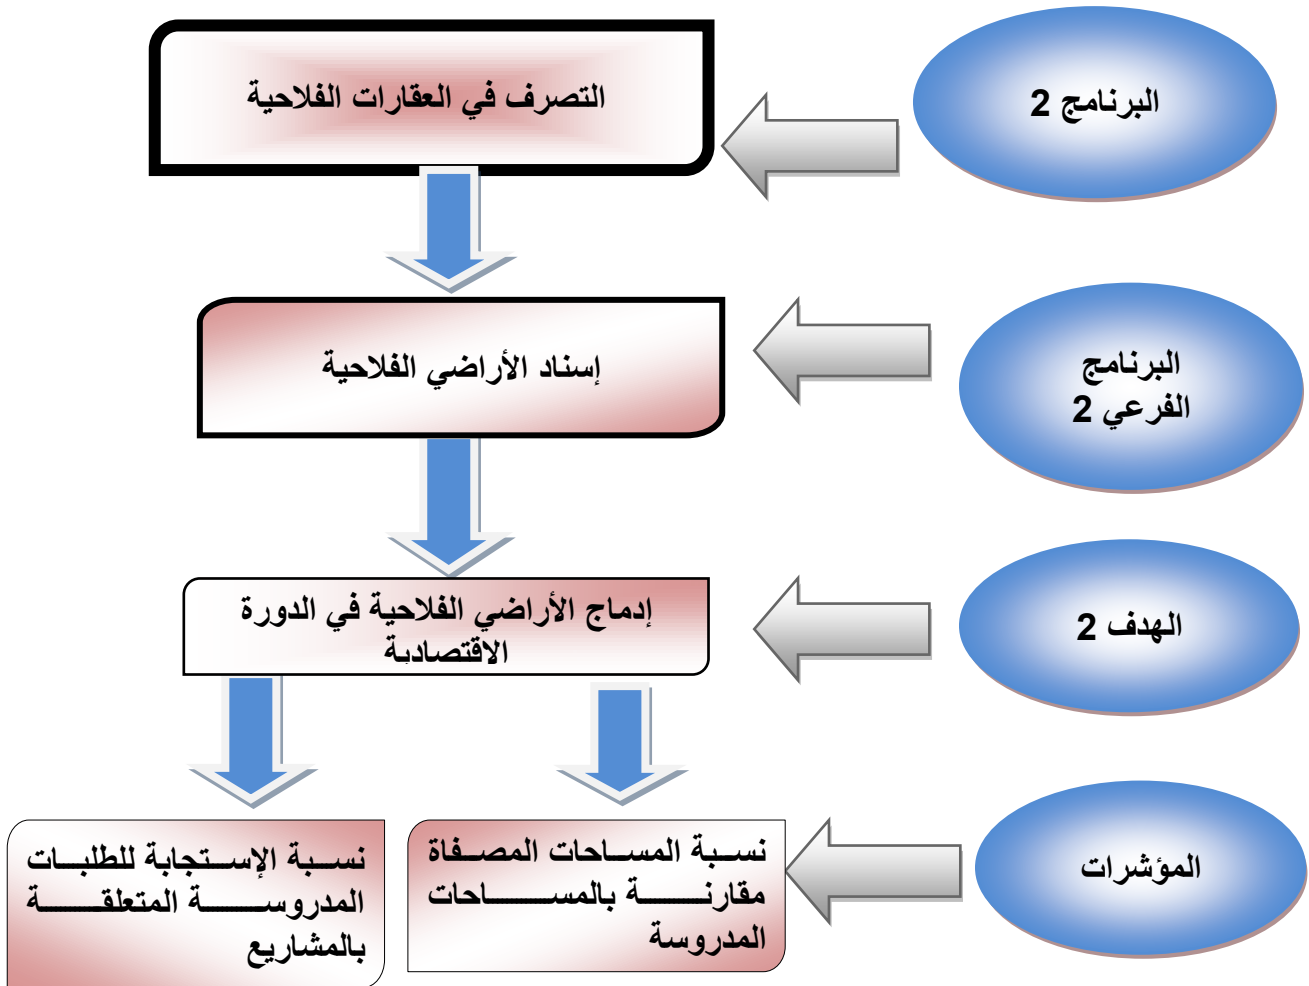 البرنامج 2
التصرف في العقارات الفلاحية
البرنامج
الفرعي 2
إسناد الأراضي الفلاحية
الهدف 2
إدماج الأراضي الفلاحية في الدورة
الاقتصادية
المؤشرات
نسبة المساحات المصفاة
مقارنة بالمساحات
المدروسة
نسبة الإستجابة للطلبات
المدروسة المتعلقة
بالمشاريع